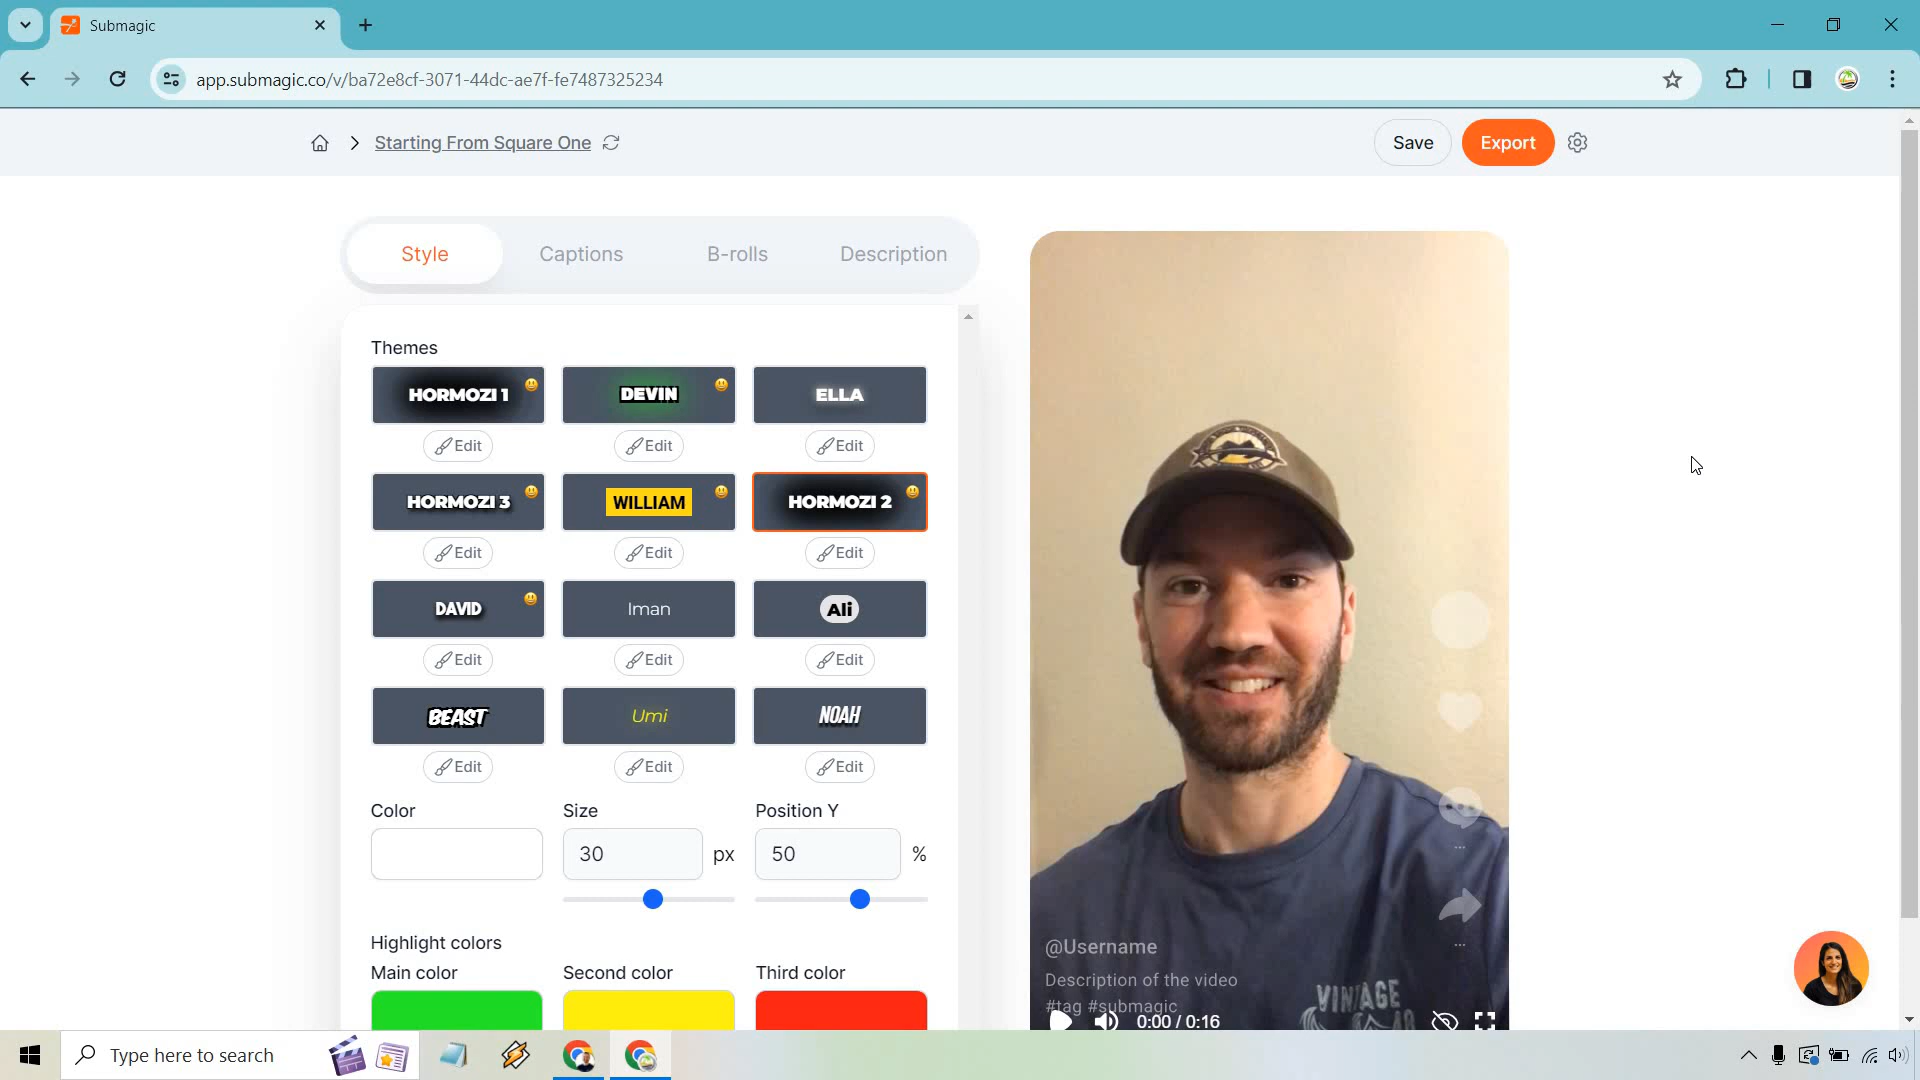 Submagic
app.submagic.co/v/ba72e8cf-3071-44dc-ae7f-fe7487325234
Starting From Square One
Save
Export
Style
Captions
B-rolls
Description
Themes
HORMOZI 1
DEVIN
ELLA
Edit
Edit
Edit
HORMOZI 3
WILLIAM
HORMOZI 2
Edit
Edit
Edit
DAVID
Iman
Ali
Edit
Edit
Edit
BEAST
Umi
NOAH
Edit
Edit
Edit
Color
Size
Position Y
30
px
50
%
Highlight colors
Main color
Second color
Third color
@Username
Description of the video
#tag #submagic
VINTAGE
0:00 / 0:16
Type here to search